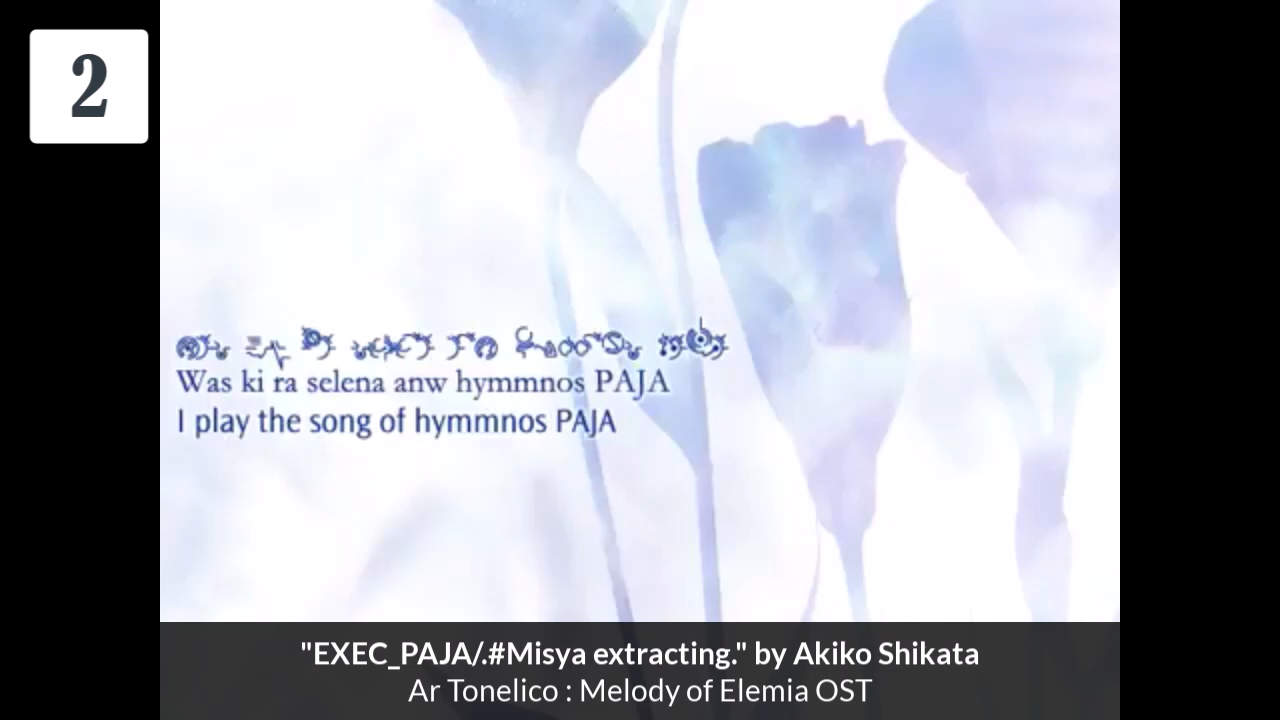 2
Was ki ra selena anw hymmnos PAJA
I play the song of hymmnos PAJA
"EXEC_PAJA/.#Misya extracting." by Akiko Shikata
Ar Tonelico : Melody of Elemia OST